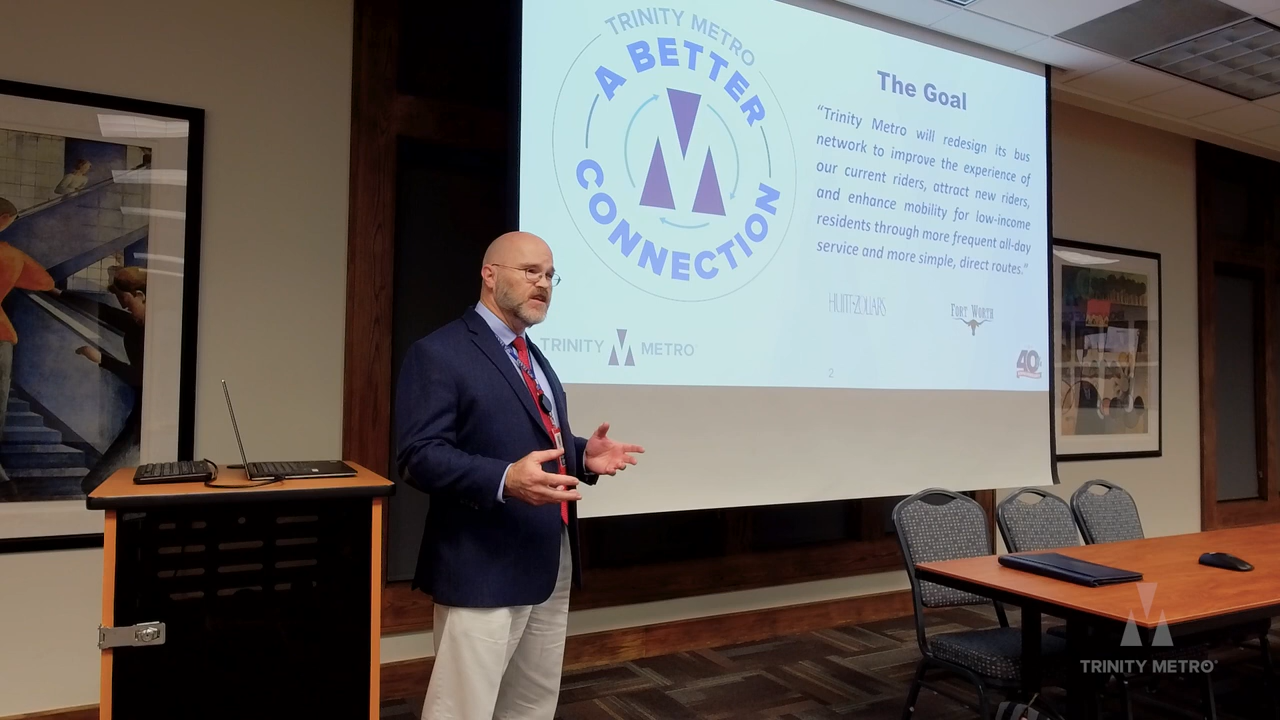 TRINITY METRO
A BETTER
CONNECTION
The Goal
“Trinity Metro will redesign its bus
network to improve the experience of
our current riders, attract new riders,
and enhance mobility for low-income
residents through more frequent all-day
service and more simple, direct routes.”
FORT WORTH
TRINITY METRO
2
40
TRINITY METRO